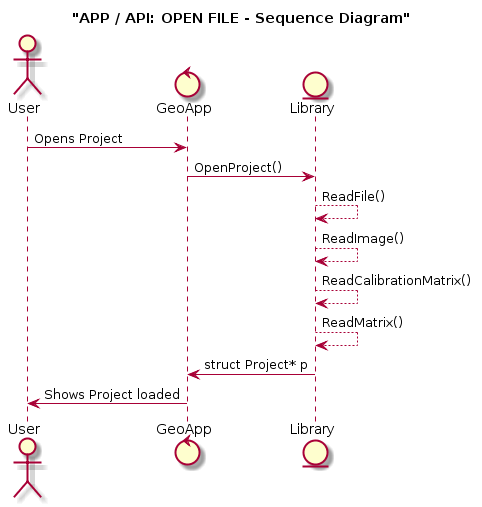 "APP / API: OPEN FILE - Sequence Diagram"
User
GeoApp
Library
Opens Project
OpenProject()
ReadFile()
ReadImage()
ReadCalibrationMatrix()
ReadMatrix()
struct Project* p
Shows Project loaded
User
GeoApp
Library